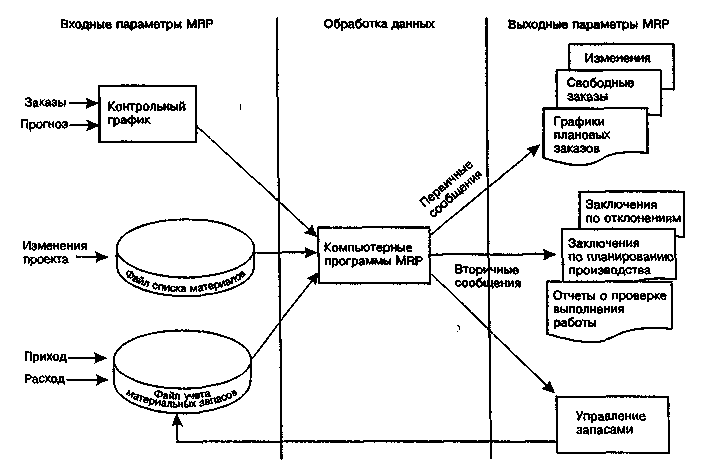 Входные параметры MRP
Обработка данных
Выходные параметры MRP
Заказы
Прогноз
Контрольный
график
Изменения
Свободные
заказы
Графики
плановых
заказов
Первичные
сообщения
Изменения
проекта
Файл списка материалов
Компьютерные
программы MRP
Вторичные
сообщения
Заключения
по отклонениям
Заключения
по планированию
производства
Отчеты о проверке
выполнения
работы
Приход
Расход
Файл учета
материальных запасов
Управление
запасами